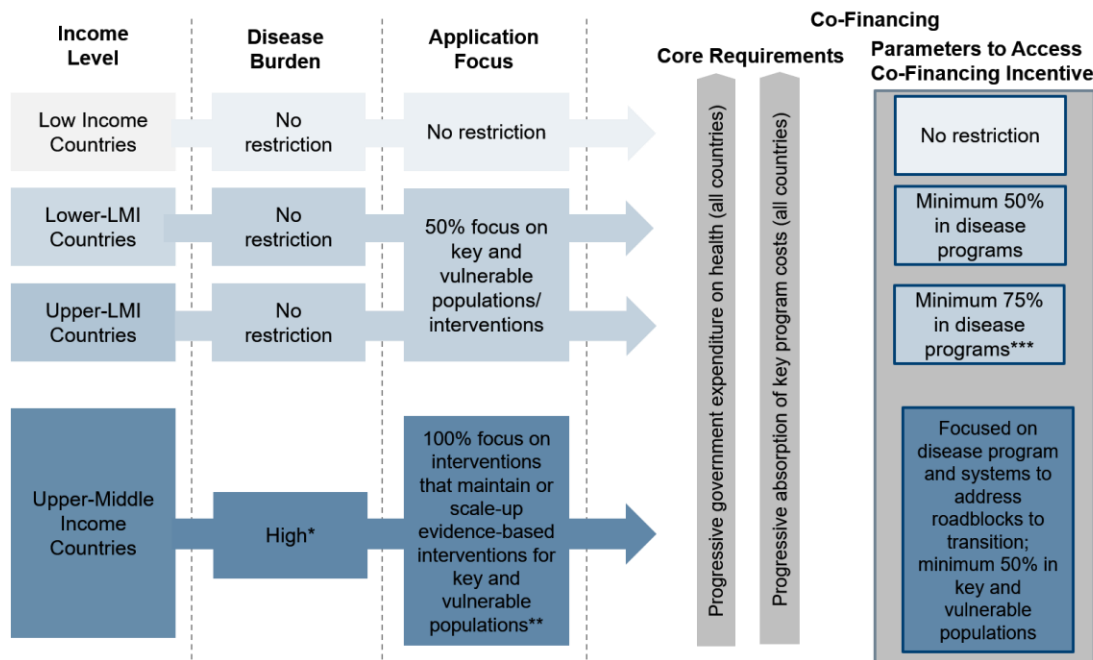 Co-Financing
Income
Level
Disease
Burden
Application
Focus
Core Requirements
Parameters to Access
Co-Financing Incentive
Low Income
Countries
No
restriction
No restriction
No restriction
Lower-LMI
Countries
No
restriction
50% focus on
key and
vulnerable
populations/
interventions
Minimum 50%
in disease
programs
Upper-LMI
Countries
No
restriction
Minimum 75%
in disease
programs***
Progressive government expenditure on health (all countries)
Progressive absorption of key program costs (all countries)
Upper-Middle
Income
Countries
High*
100% focus on
interventions
that maintain or
scale-up
evidence-based
interventions for
key and
vulnerable
populations**
Focused on
disease program
and systems to
address
roadblocks to
transition;
minimum 50% in
key and
vulnerable
populations